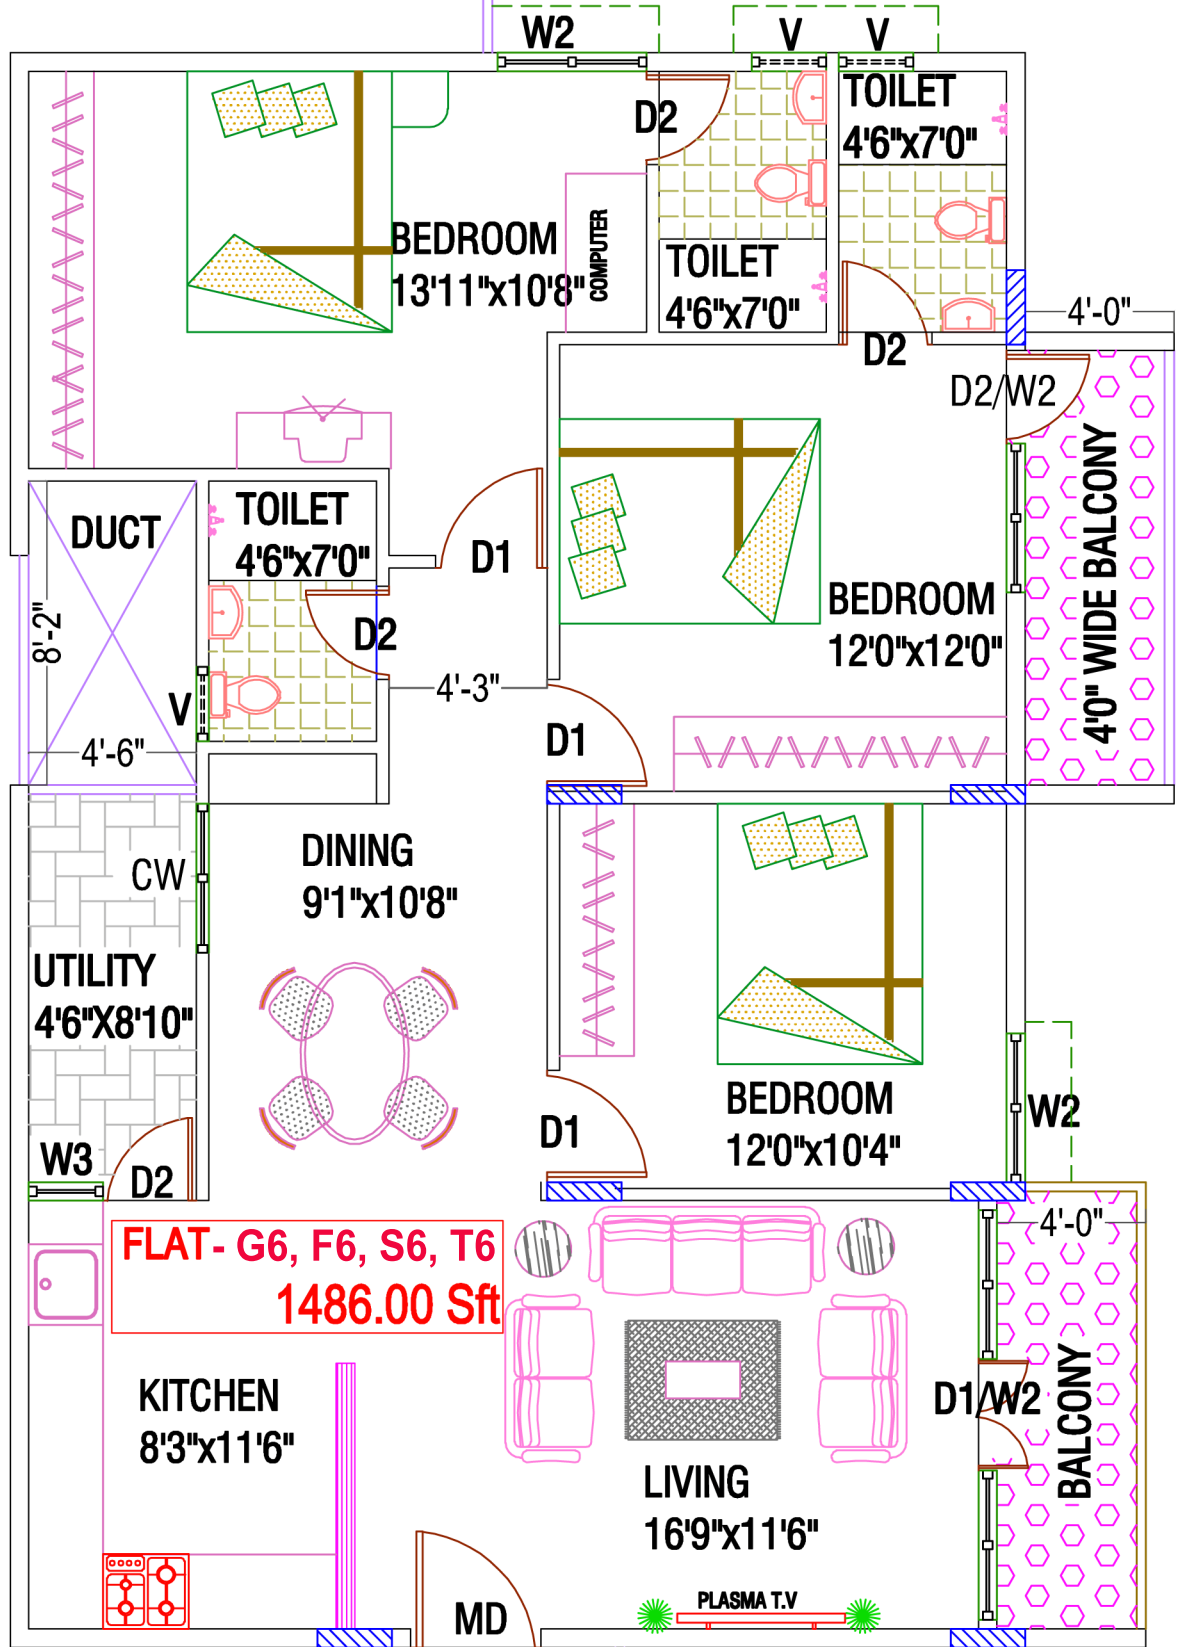 W2
V
V
D2
TOILET
4'6"x7'0"
BEDROOM
13'11"x10'8"
COMPUTER
TOILET
4'6"x7'0"
D2
4'-0"
D2/W2
4'0" WIDE BALCONY
DUCT
TOILET
4'6"x7'0"
D1
8'-2"
D2
BEDROOM
12'0"x12'0"
4'-3"
V
4'-6"
D1
DINING
9'1"x10'8"
CW
UTILITY
4'6"X8'10"
BEDROOM
12'0"x10'4"
W2
D1
W3
D2
FLAT- G6, F6, S6, T6
1486.00 Sft
4'-0"
KITCHEN
8'3"x11'6"
D1/W2
BALCONY
LIVING
16'9"x11'6"
PLASMA T.V
MD